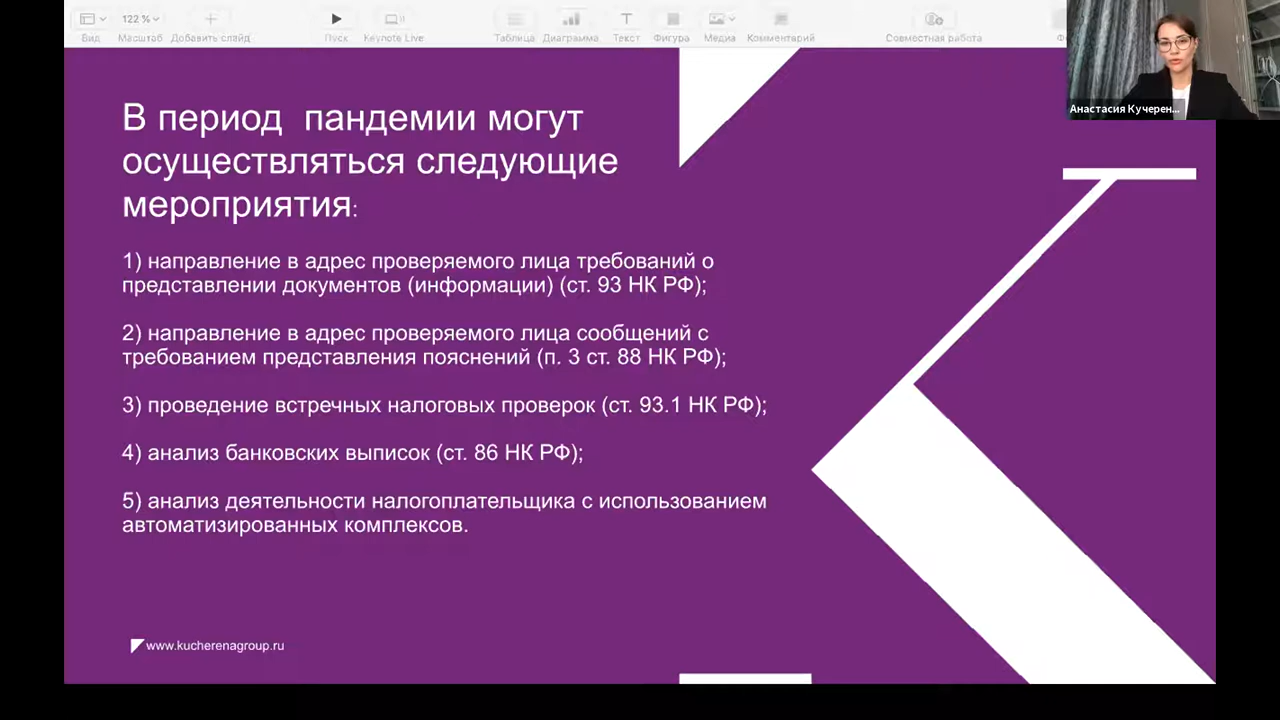 122 %
Вид Масштаб Добавить слайд Пуск Keynote Live Таблица Диаграмма Текст Фигура Медиа Комментарий Совместная работа
Анастасия Кучерен...
В период пандемии могут
осуществляться следующие
мероприятия:
1) направление в адрес проверяемого лица требований о
представлении документов (информации) (ст. 93 НК РФ);
2) направление в адрес проверяемого лица сообщений с
требованием представления пояснений (п. 3 ст. 88 НК РФ);
3) проведение встречных налоговых проверок (ст. 93.1 НК РФ);
4) анализ банковских выписок (ст. 86 НК РФ);
5) анализ деятельности налогоплательщика с использованием
автоматизированных комплексов.
www.kucherenagroup.ru